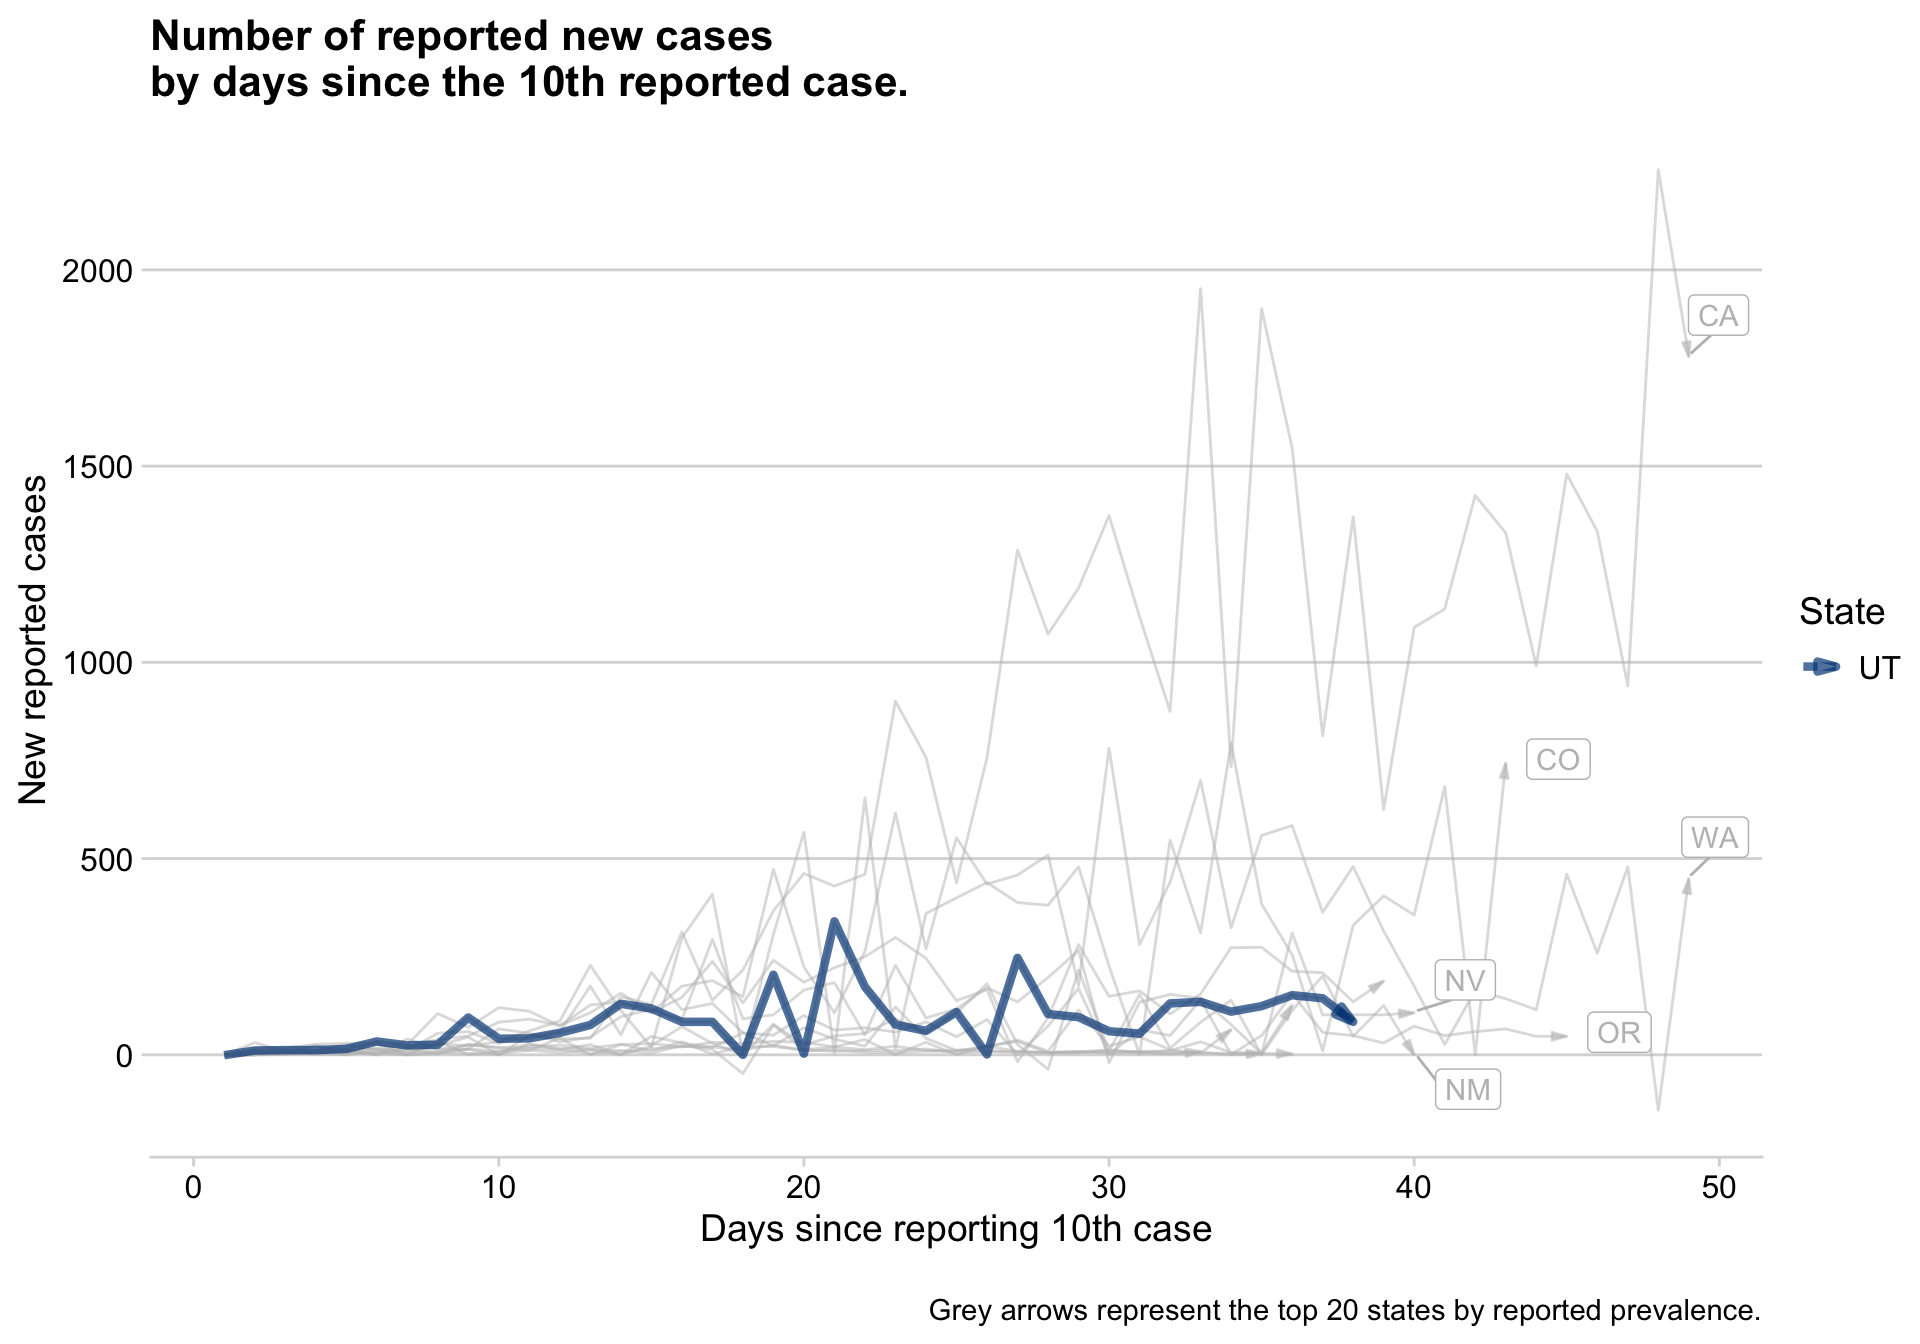 Number of reported new cases
by days since the 10th reported case.
New reported cases
2000
1500
1000
500
0
CA
CO
WA
NV
OR
NM
State
UT
0 10 20 30 40 50
Days since reporting 10th case
Grey arrows represent the top 20 states by reported prevalence.